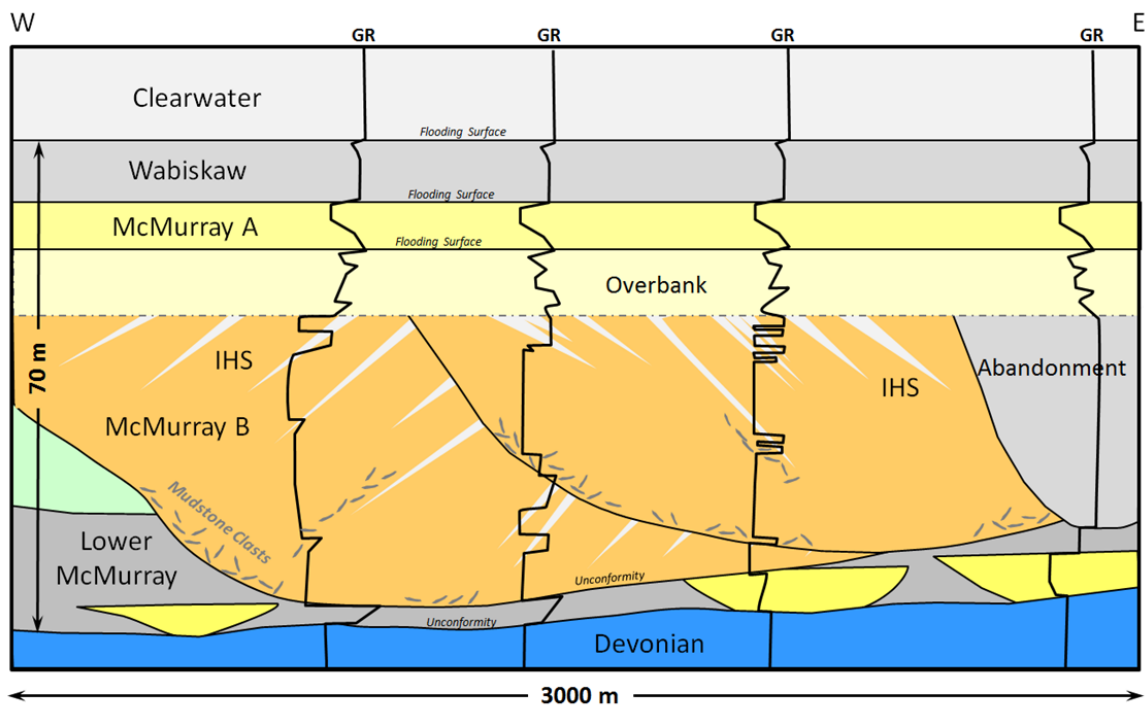 W
E
GR
GR
GR
GR
Clearwater
Flooding Surface
Wabiskaw
Flooding Surface
McMurray A
Flooding Surface
Overbank
70 m
IHS
Abandonment
IHS
McMurray B
Mudstone Clasts
Lower
McMurray
Unconformity
Unconformity
Devonian
3000 m